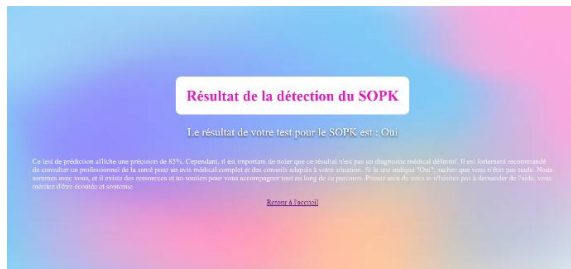 Résultat de la détection du SOPK
Le résultat de votre test pour le SOPK est : Oui
Ce test de prédiction affiche une précision de 85%. Cependant, il est important de noter que ce résultat n'est pas un diagnostic médical définitif. Il est fortement recommandé
de consulter un professionnel de la santé pour un avis médical complet et des conseils adaptés à votre situation. Si le test indique "Oui", sachez que vous n'êtes pas seule. Nous
sommes avec vous, et il existe des ressources et un soutien pour vous accompagner tout au long de ce parcours. Prenez soin de vous et n'hésitez pas à demander de l'aide, vous
méritez d'être écoutée et soutenue.
Retour à l'accueil